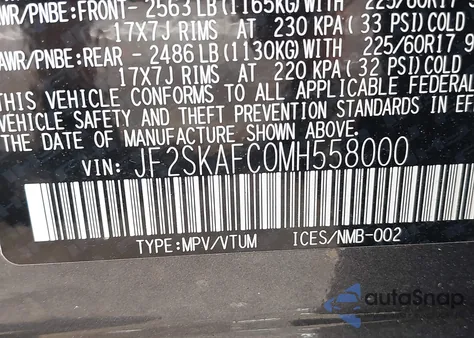 AWR/PNBE:FRONT- 2563 LB(1165KG)WITH 225/60R17
17X7J RIMS AT 230 KPA(33 PSI)COLD
AWR/PNBE:REAR - 2486 LB(1130KG)WITH 225/60R17 9
17X7J RIMS AT 220 KPA(32 PSI)COLD
THIS VEHICLE CONFORMS TO ALL APPLICABLE
VEHICLE SAFETY AND THEFT PREVENTION STANDARDS IN EF
THE DATE OF MANUFACTURE SHOWN ABOVE.
VIN: JF2SKAFC0MH558000
TYPE:MPV/VTUM ICES/NMB-002
autoSnap